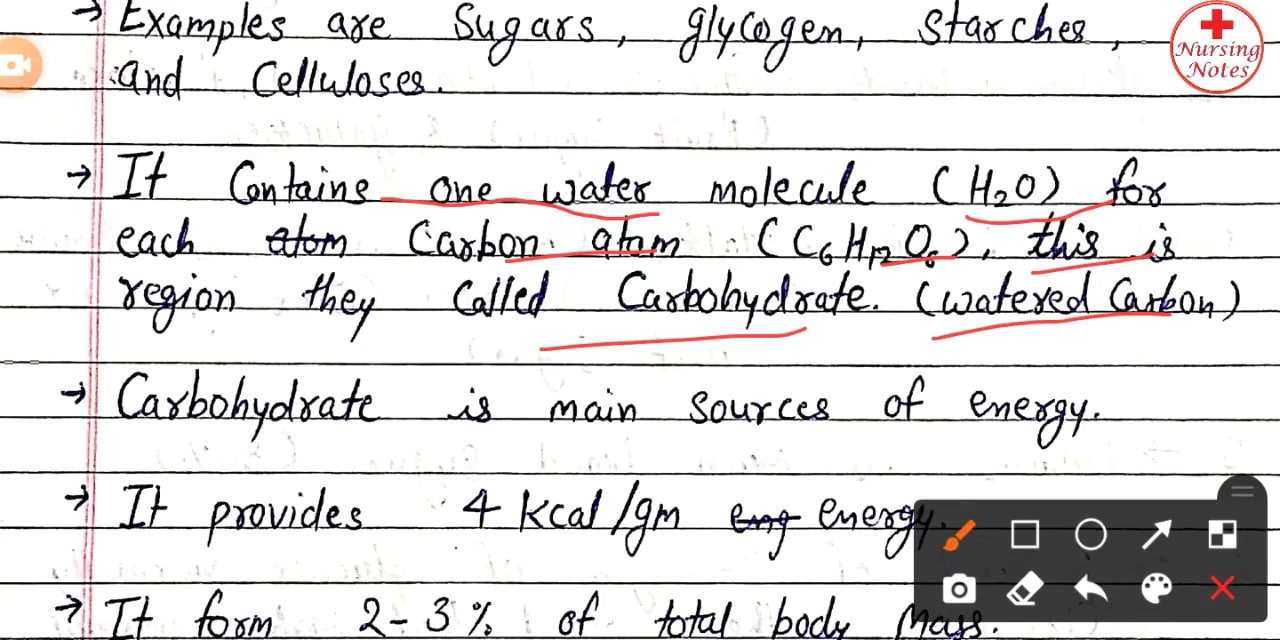 → Examples are Sugars, glycogen, Starches,
and Celluloses.
Nursing
Notes
→ It Contains one water molecule (H₂O) for
each atom Carbon atom (C₆H₁₂O₆), this is
region they Called Carbohydrate. (Watered Carbon)
→ Carbohydrate is main sources of energy.
→ It provides 4 kcal/gm eng energy.
→ It form 2-3% of total body Mass.